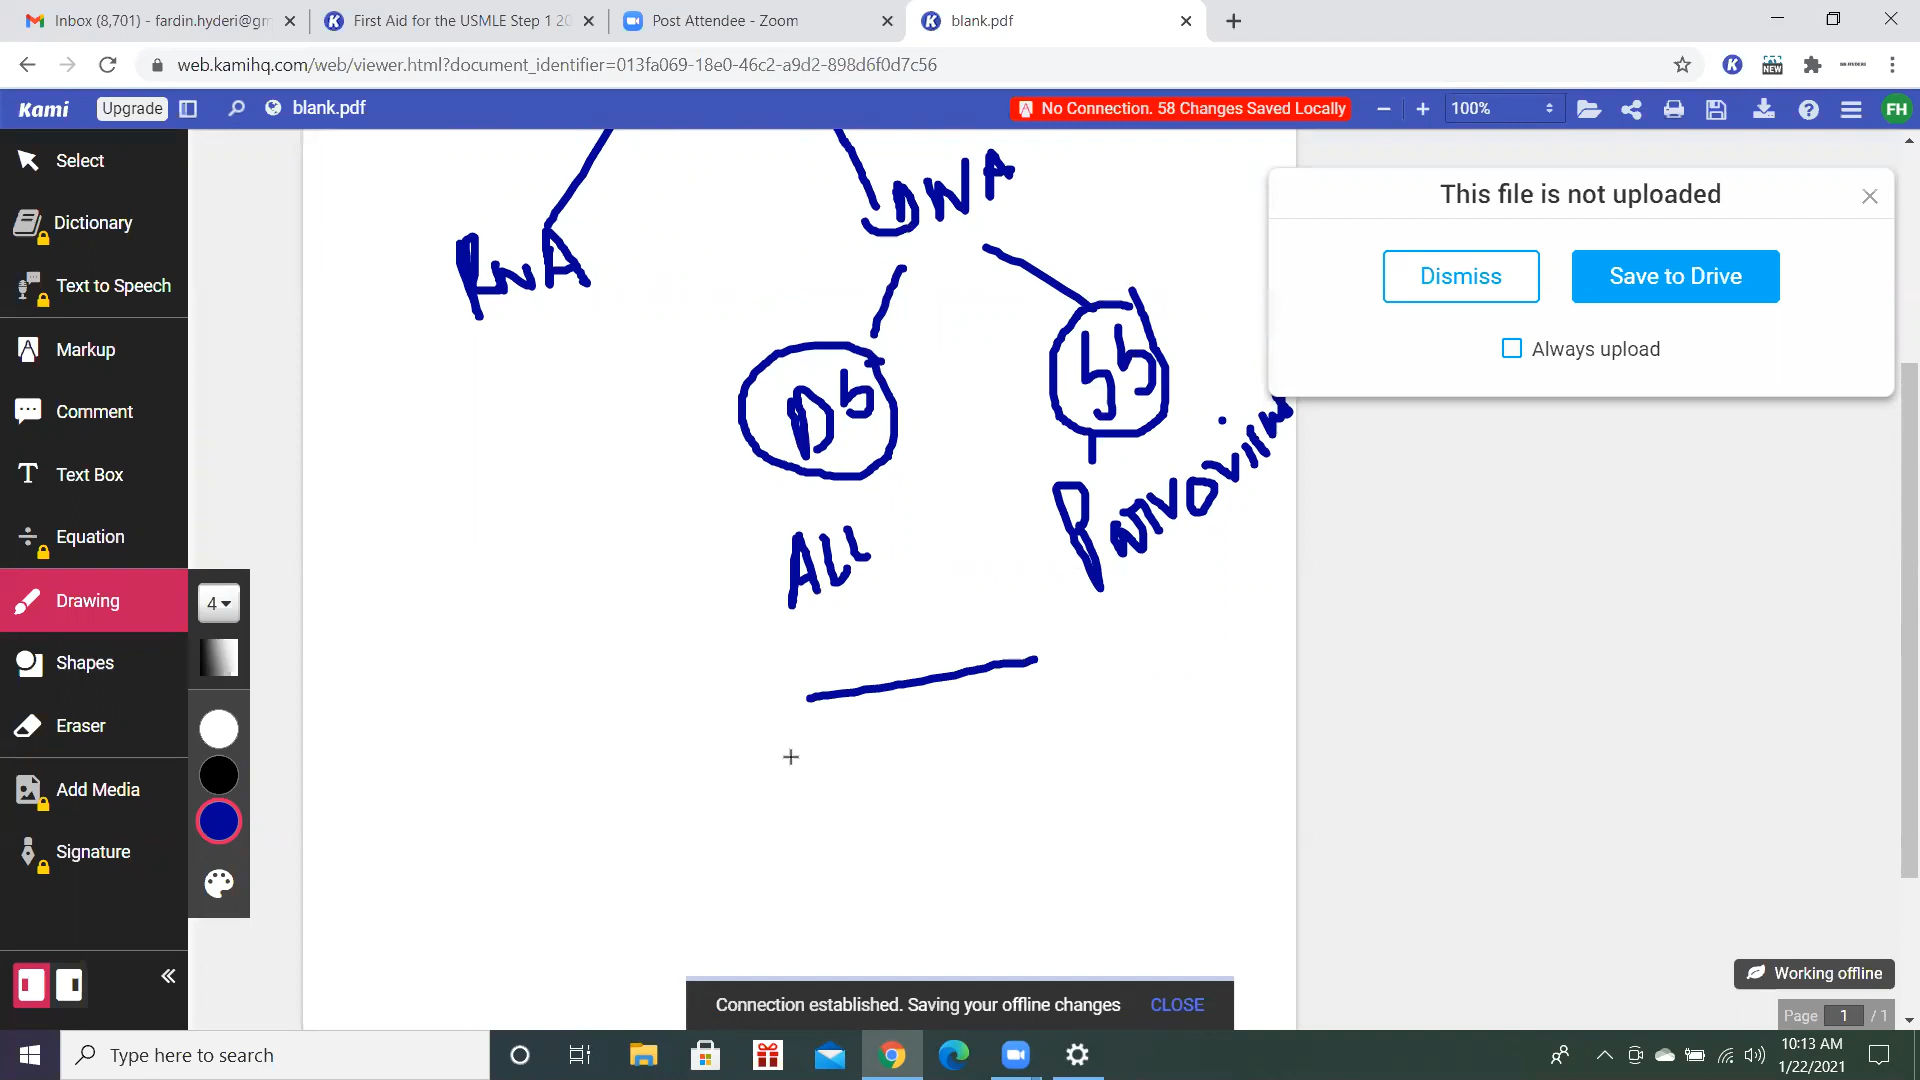 Inbox (8,701) - fardin.hyderi@gm
First Aid for the USMLE Step 1 20
Post Attendee - Zoom
blank.pdf
web.kamihq.com/web/viewer.html?document_identifier=013fa069-18e0-46c2-a9d2-898d6f0d7c56
NEW
Kami
Upgrade
blank.pdf
No Connection. 58 Changes Saved Locally
100%
FH
Select
Dictionary
Text to Speech
Markup
Comment
Text Box
Equation
Drawing
Shapes
Eraser
Add Media
Signature
4
DNA
RNA
DS
SS
ALL
Parvovirus
This file is not uploaded
Dismiss
Save to Drive
Always upload
Working offline
Connection established. Saving your offline changes
CLOSE
Page 1 / 1
Type here to search
10:13 AM
1/22/2021